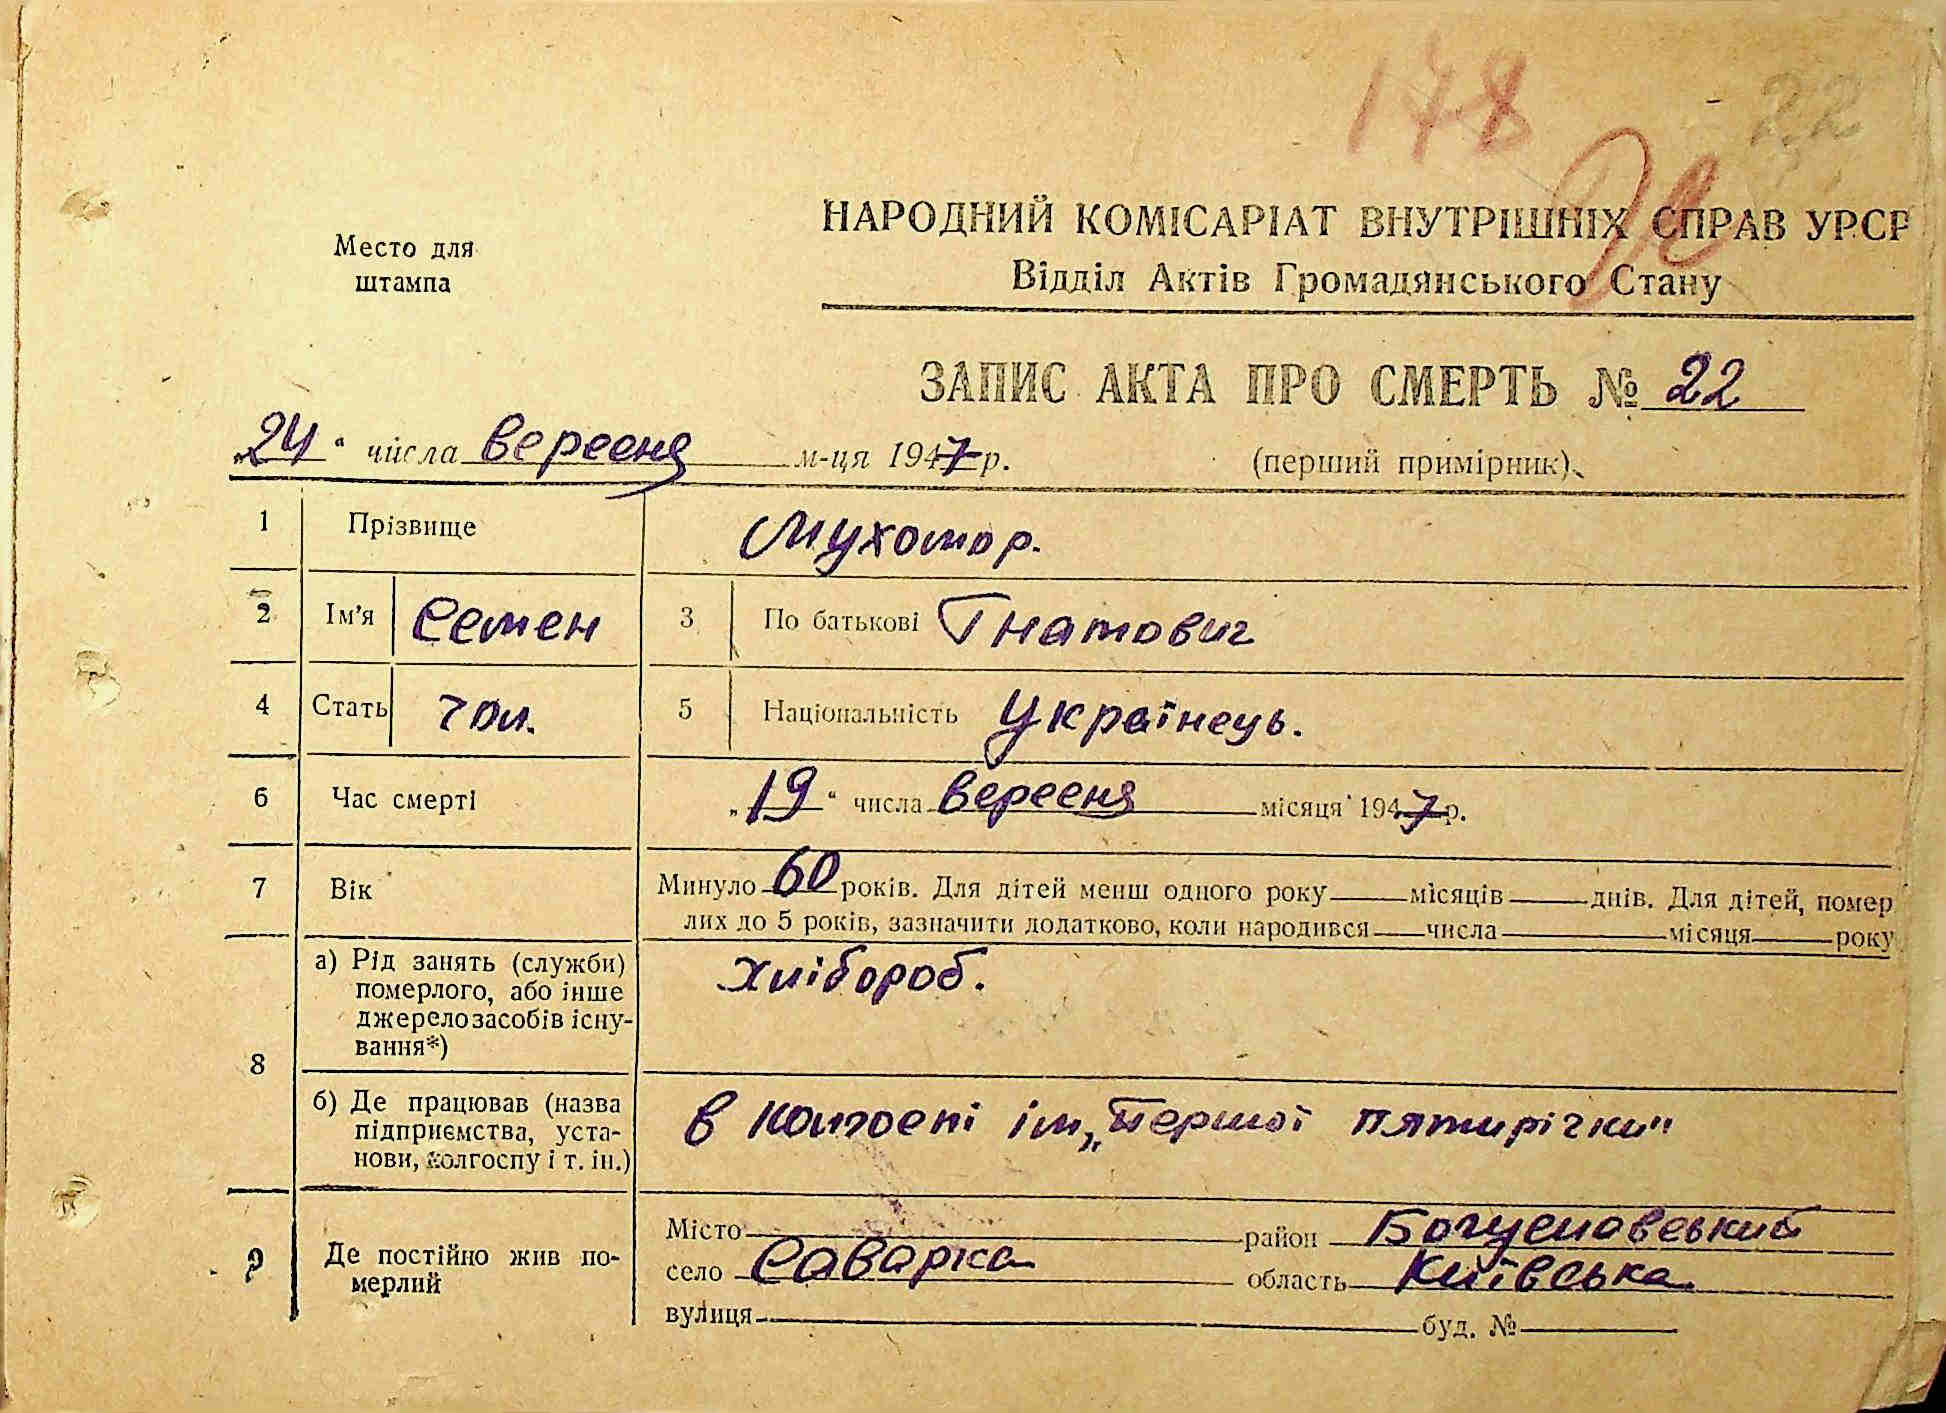 178
22
НАРОДНИЙ КОМІСАРІАТ ВНУТРІШНІХ СПРАВ УРСР
Место для
штампа
Відділ Актів Громадянського Стану
ЗАПИС АКТА ПРО СМЕРТЬ № 22
„24“ числа вересня м-ця 1947 р.
(перший примірник).
1 Прізвище Мухомор.
2 Ім'я Семен 3 По батькові Гнатович
4 Стать чол. 5 Національність Українець.
6 Час смерті „19“ числа вересня місяця 1947 р.
7 Вік Минуло 60 років. Для дітей менш одного року місяців днів. Для дітей, помер
лих до 5 років, зазначити додатково, коли народився числа місяця року
8
а) Рід занять (служби)
померлого, або інше
джерело засобів існу-
вання*)
Хлібороб.
б) Де працював (назва
підприємства, уста-
нови, колгоспу і т. ін.)
в колгоспі ім. „Першої пятирічки"
9 Де постійно жив по-
мерлий
Місто район Богуславський
село Саварка область Київська
вулиця буд. №